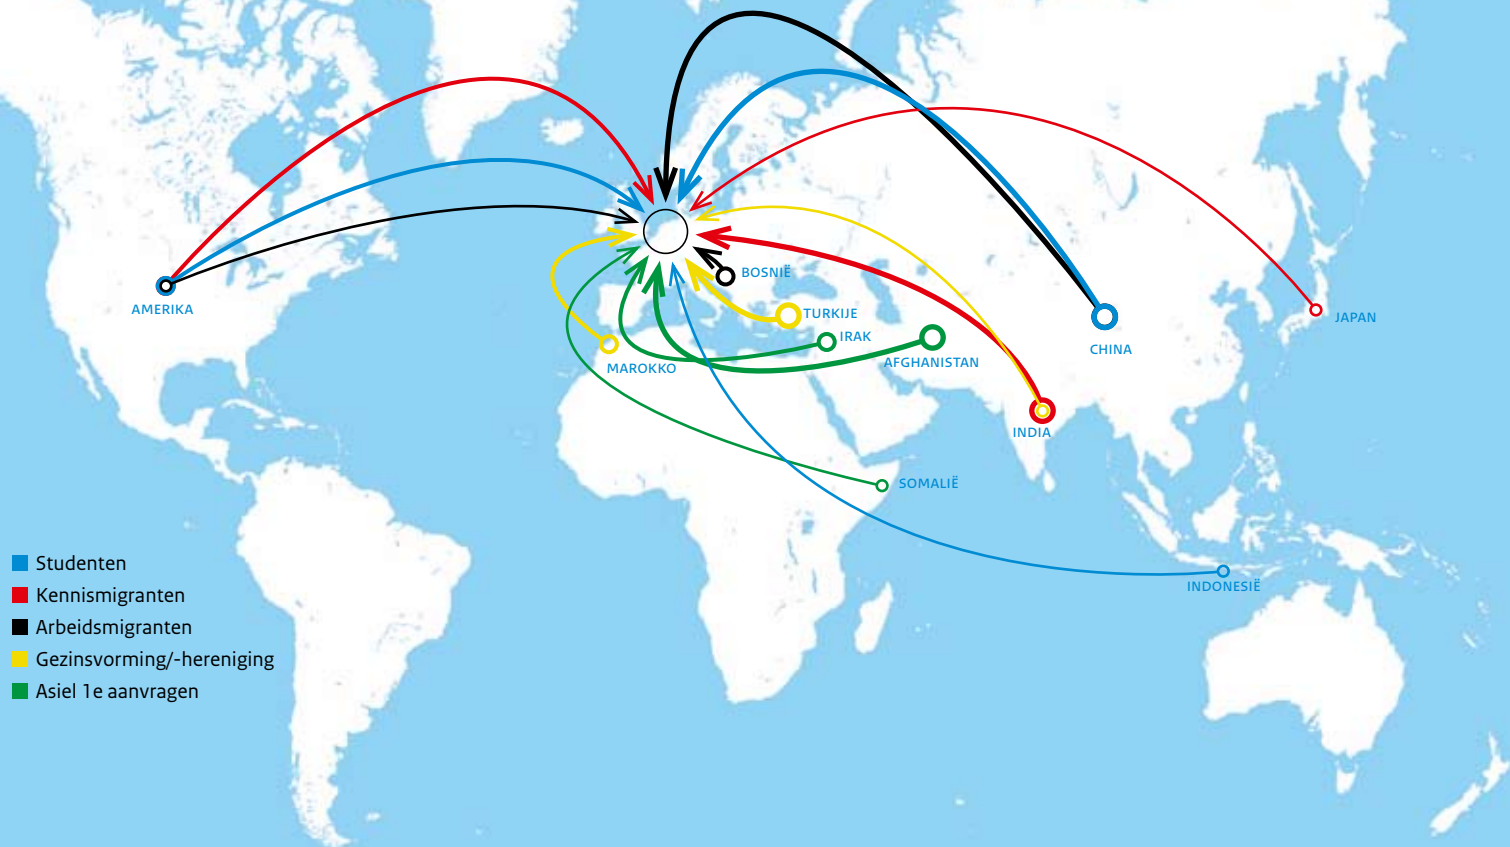 BOSNIË
AMERIKA
TURKIJE
JAPAN
IRAK
CHINA
AFGHANISTAN
MAROKKO
INDIA
SOMALIË
INDONESIË
Studenten
Kennismigranten
Arbeidsmigranten
Gezinsvorming/-hereniging
Asiel 1e aanvragen